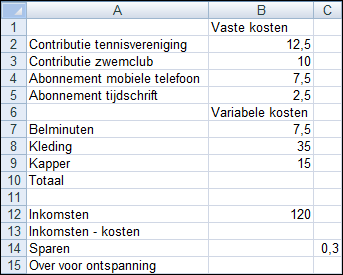 A B C
1 Vaste kosten
2 Contributie tennisvereniging 12,5
3 Contributie zwemclub 10
4 Abonnement mobiele telefoon 7,5
5 Abonnement tijdschrift 2,5
6 Variabele kosten
7 Belminuten 7,5
8 Kleding 35
9 Kapper 15
10 Totaal
11
12 Inkomsten 120
13 Inkomsten - kosten
14 Sparen 0,3
15 Over voor ontspanning